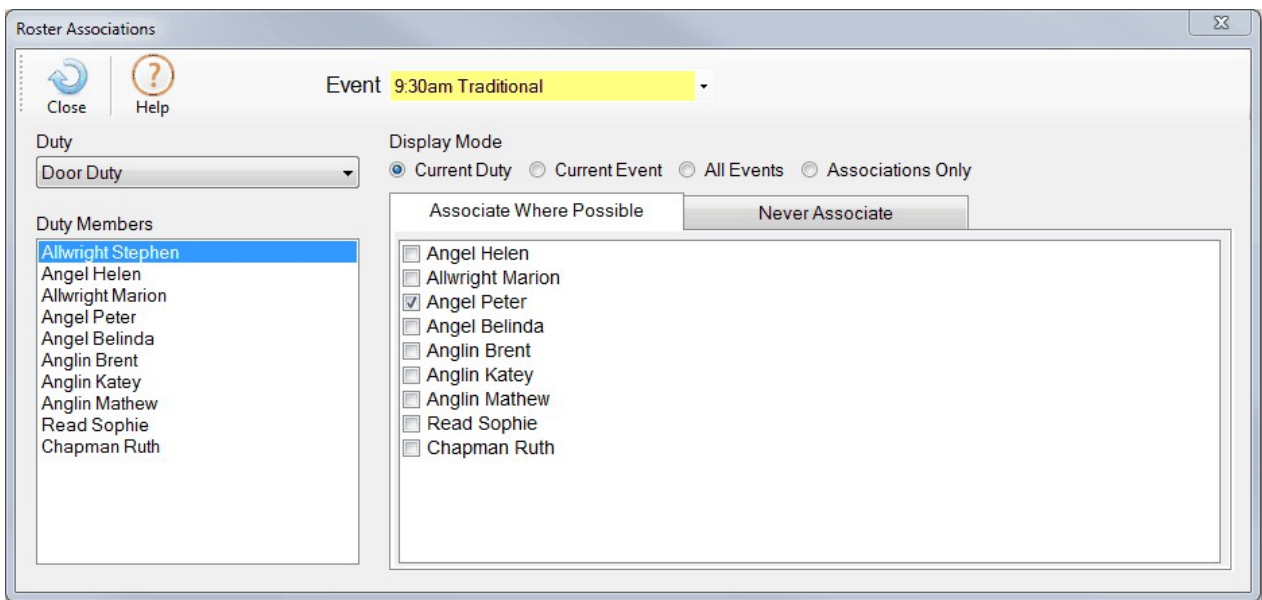 Roster Associations
Close
Help
Event 9:30am Traditional
Duty
Door Duty
Display Mode
Current Duty Current Event All Events Associations Only
Duty Members
Allwright Stephen
Angel Helen
Allwright Marion
Angel Peter
Angel Belinda
Anglin Brent
Anglin Katey
Anglin Mathew
Read Sophie
Chapman Ruth
Associate Where Possible
Never Associate
Angel Helen
Allwright Marion
Angel Peter
Angel Belinda
Anglin Brent
Anglin Katey
Anglin Mathew
Read Sophie
Chapman Ruth